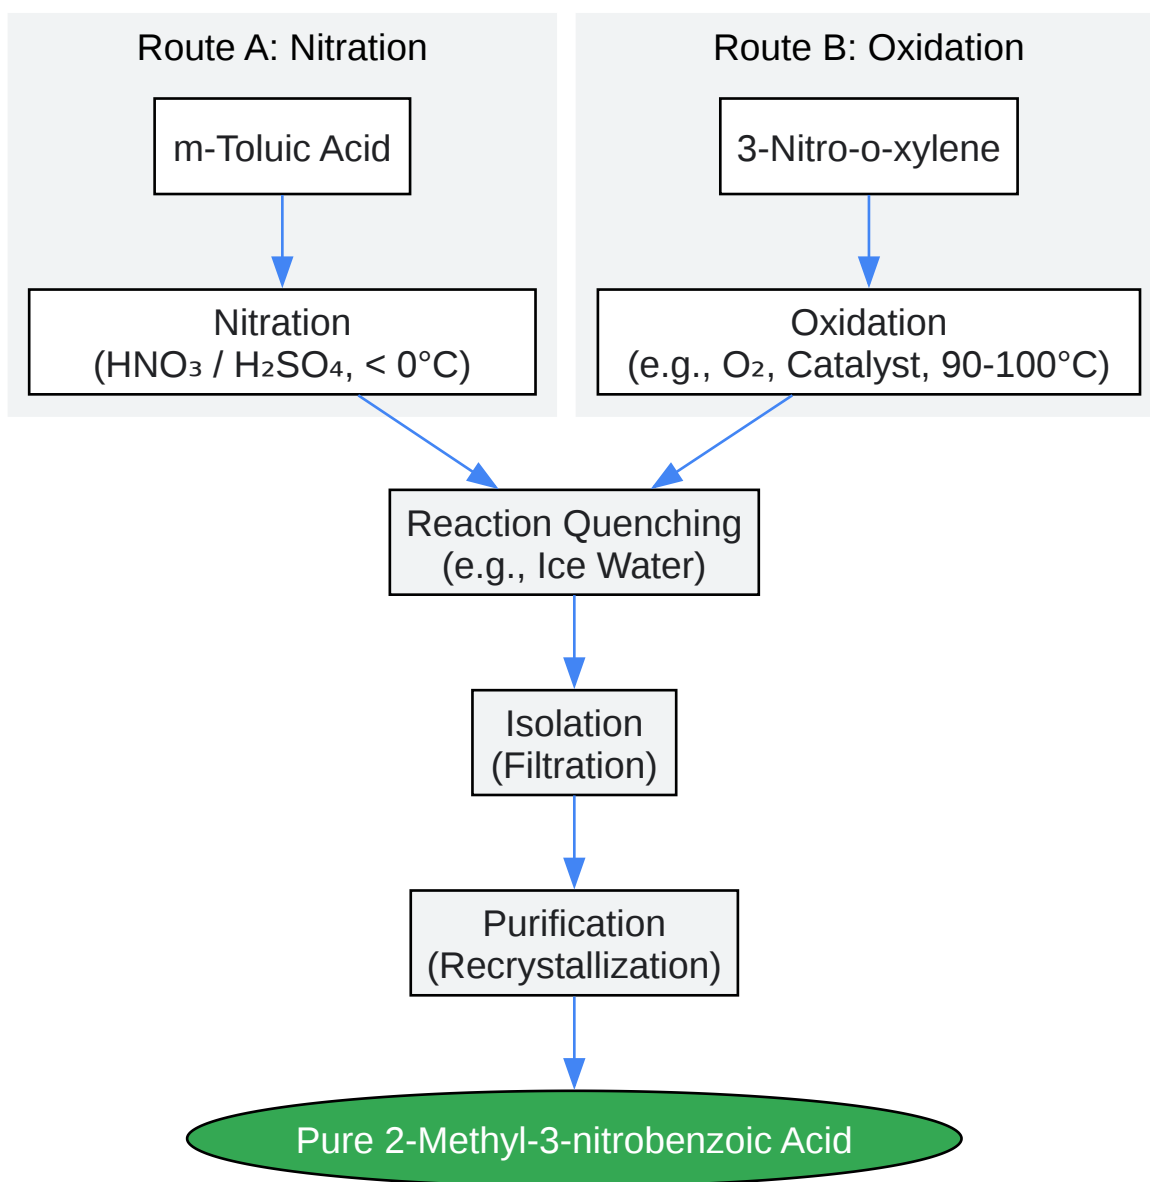 Route A: Nitration
m-Toluic Acid
Nitration
(HNO₃ / H₂SO₄, < 0°C)
Route B: Oxidation
3-Nitro-o-xylene
Oxidation
(e.g., O₂, Catalyst, 90-100°C)
Reaction Quenching
(e.g., Ice Water)
Isolation
(Filtration)
Purification
(Recrystallization)
Pure 2-Methyl-3-nitrobenzoic Acid